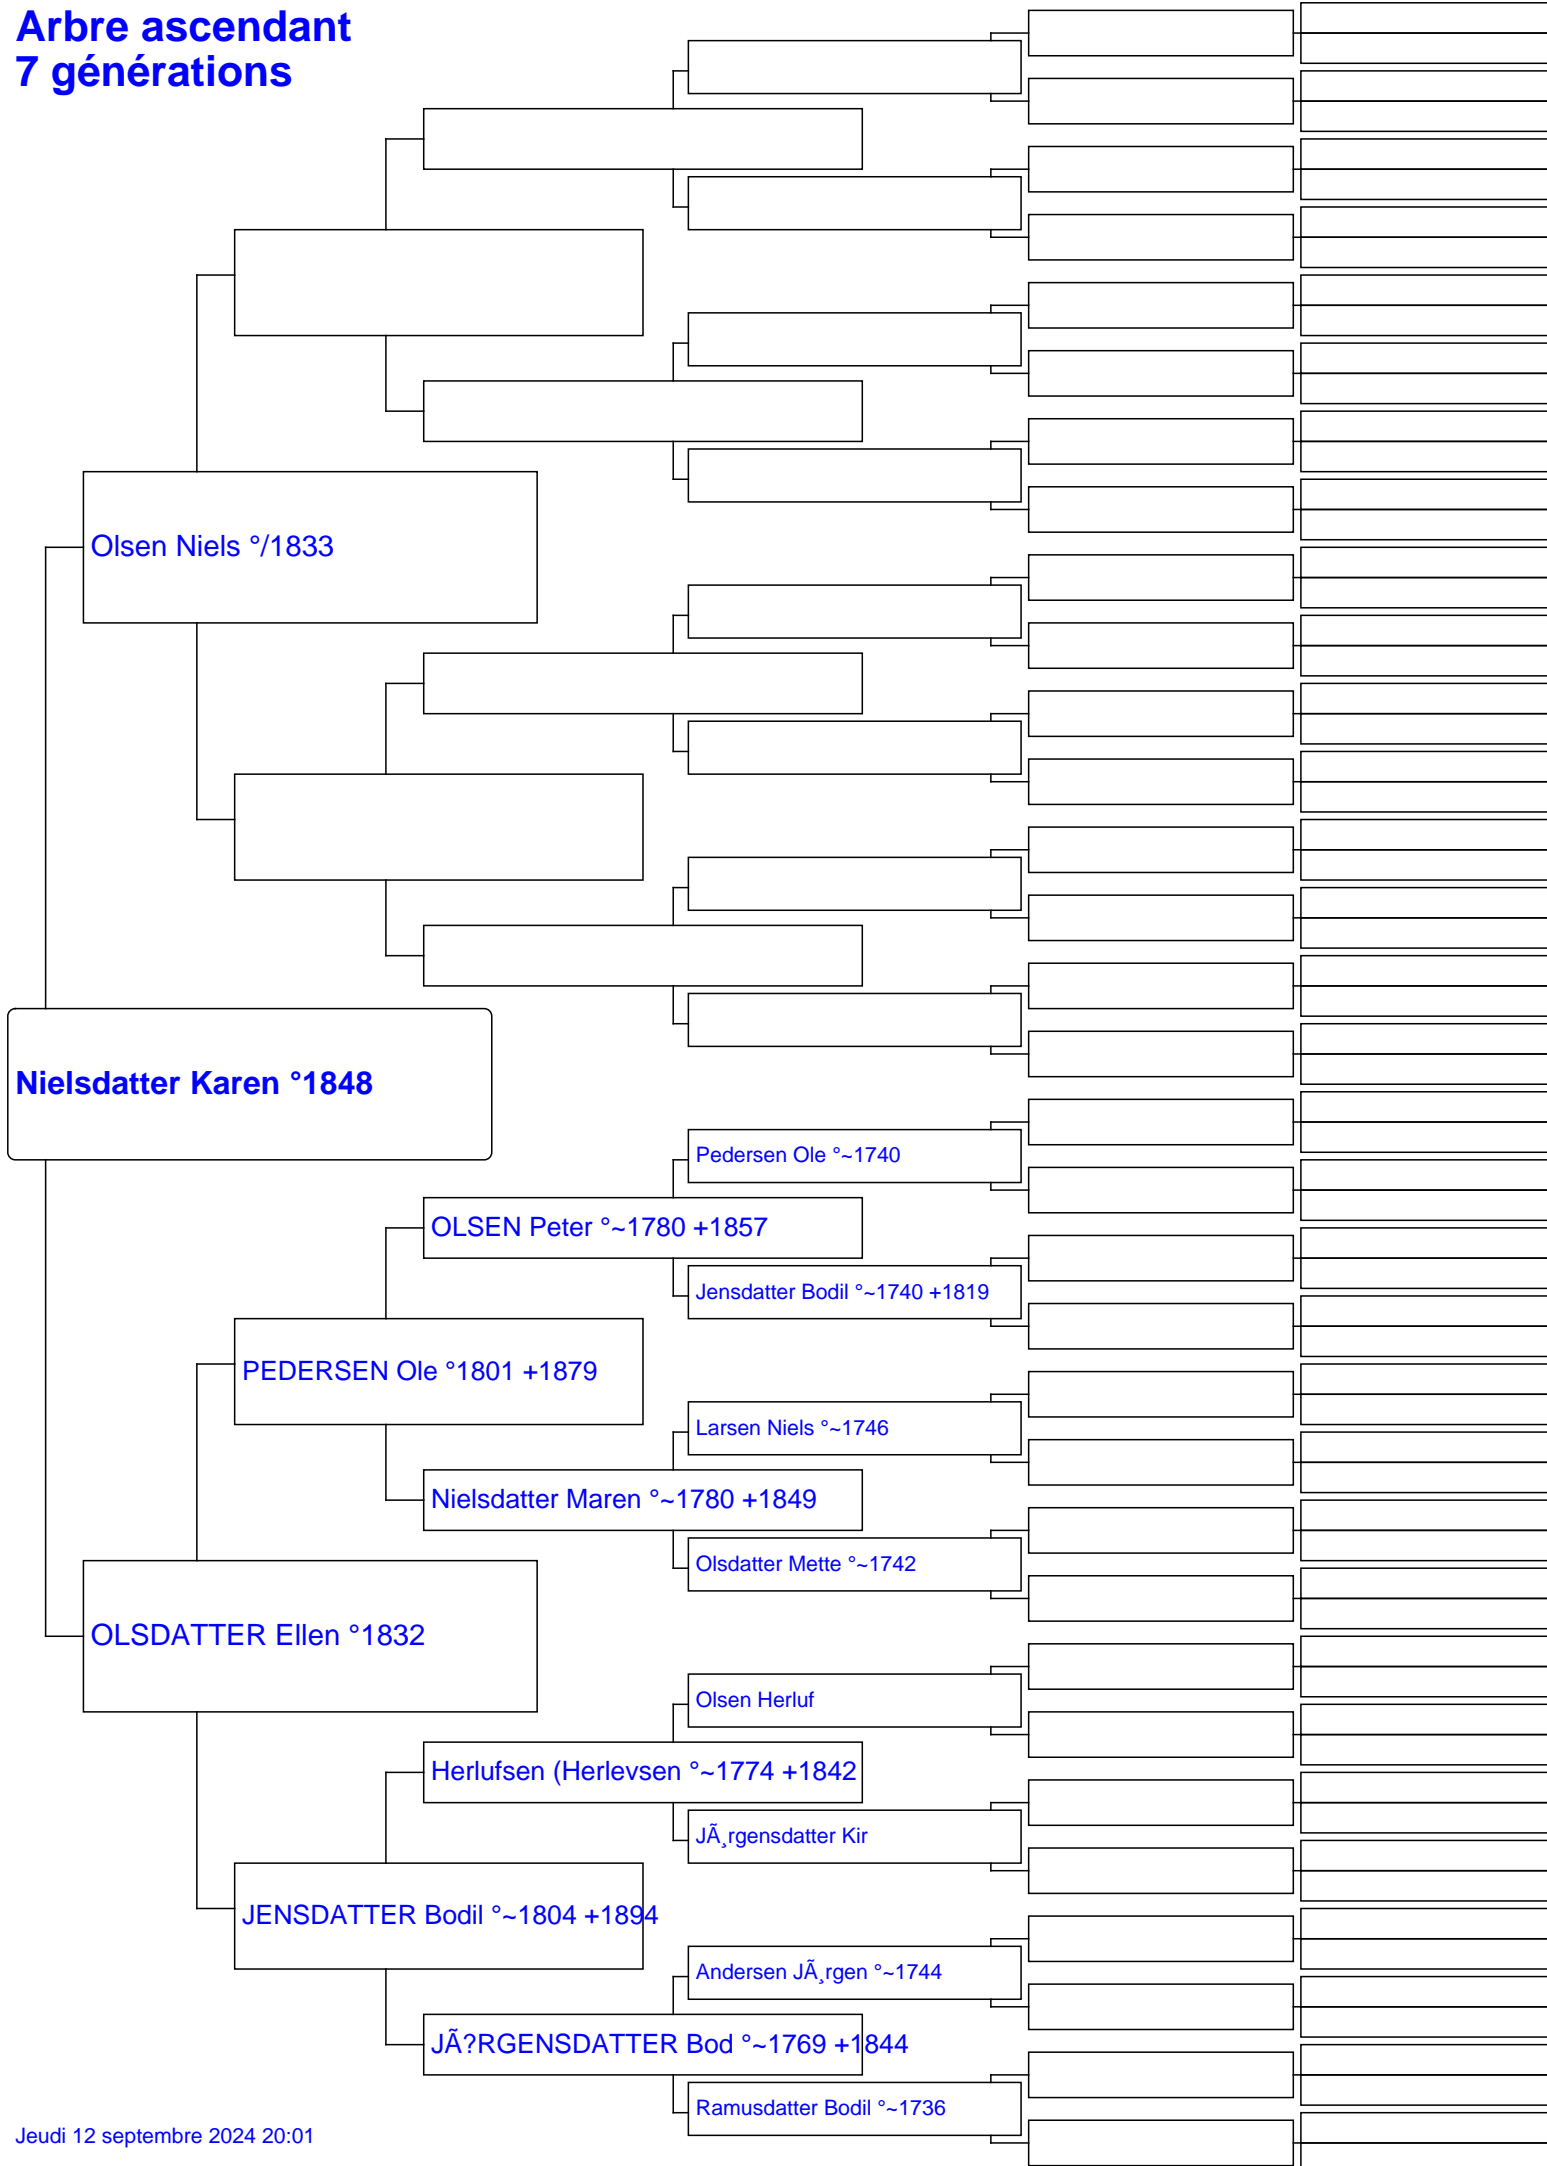 Arbre ascendant
7 générations
Olsen Niels °/1833
Nielsdatter Karen °1848
Pedersen Ole °~1740
OLSEN Peter °~1780 +1857
Jensdatter Bodil °~1740 +1819
PEDERSEN Ole °1801 +1879
Larsen Niels °~1746
Nielsdatter Maren °~1780 +1849
Olsdatter Mette °~1742
OLSDATTER Ellen °1832
Olsen Herluf
Herlufsen (Herlevsen °~1774 +1842
JÃ¸rgensdatter Kir
JENSDATTER Bodil °~1804 +1894
Andersen JÃ¸rgen °~1744
JÃ?RGENSDATTER Bod °~1769 +1844
Ramusdatter Bodil °~1736
Jeudi 12 septembre 2024 20:01